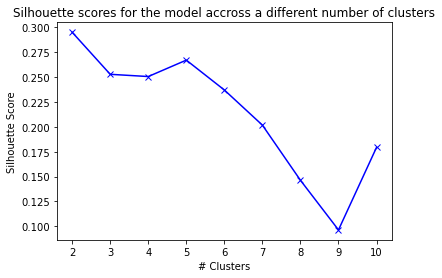 Silhouette scores for the model accross a different number of clusters
0.300
0.275
0.250
0.225
0.200
0.175
0.150
0.125
0.100
Silhouette Score
2 3 4 5 6 7 8 9 10
# Clusters